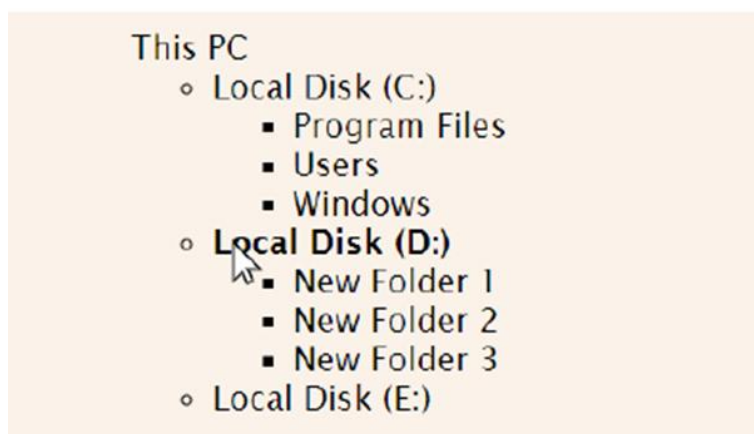 This PC
Local Disk (C:)
Program Files
Users
Windows
Local Disk (D:)
New Folder 1
New Folder 2
New Folder 3
Local Disk (E:)